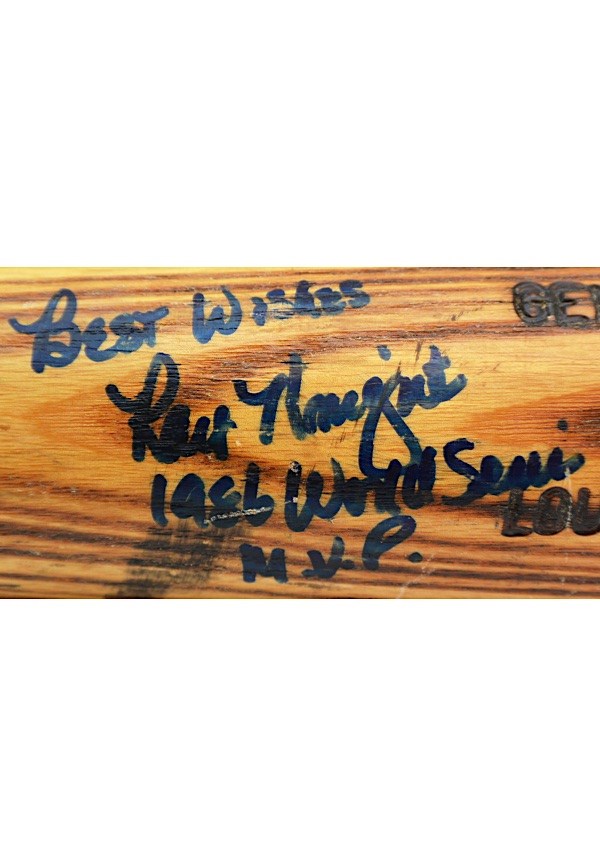 Best Wishes
GEN
Ray Knight
1986 World Series
LOU
M.V.P.